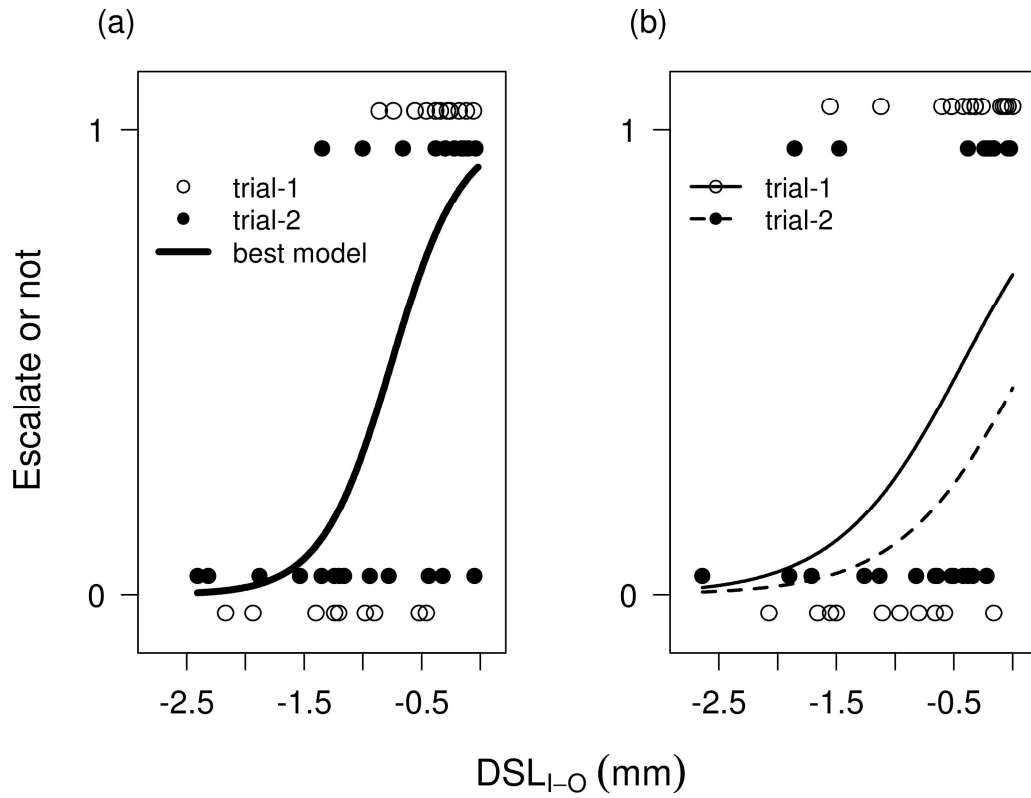 (a)
(b)
Escalate or not
1
0
trial-1
trial-2
best model
-2.5 -1.5 -0.5
1
0
trial-1
trial-2
-2.5 -1.5 -0.5
DSL I–O (mm)